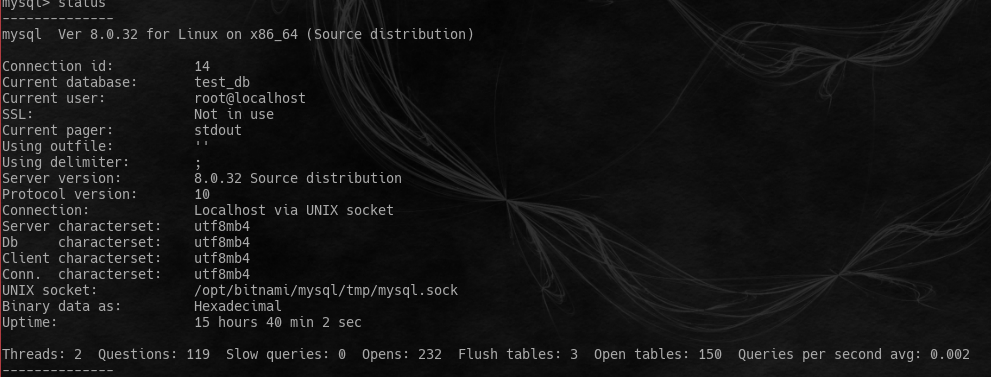 mysql> status
--------------
mysql  Ver 8.0.32 for Linux on x86_64 (Source distribution)

Connection id:          14
Current database:       test_db
Current user:           root@localhost
SSL:                    Not in use
Current pager:          stdout
Using outfile:          ''
Using delimiter:        ;
Server version:         8.0.32 Source distribution
Protocol version:       10
Connection:             Localhost via UNIX socket
Server characterset:    utf8mb4
Db     characterset:    utf8mb4
Client characterset:    utf8mb4
Conn.  characterset:    utf8mb4
UNIX socket:            /opt/bitnami/mysql/tmp/mysql.sock
Binary data as:         Hexadecimal
Uptime:                 15 hours 40 min 2 sec

Threads: 2  Questions: 119  Slow queries: 0  Opens: 232  Flush tables: 3  Open tables: 150  Queries per second avg: 0.002
--------------